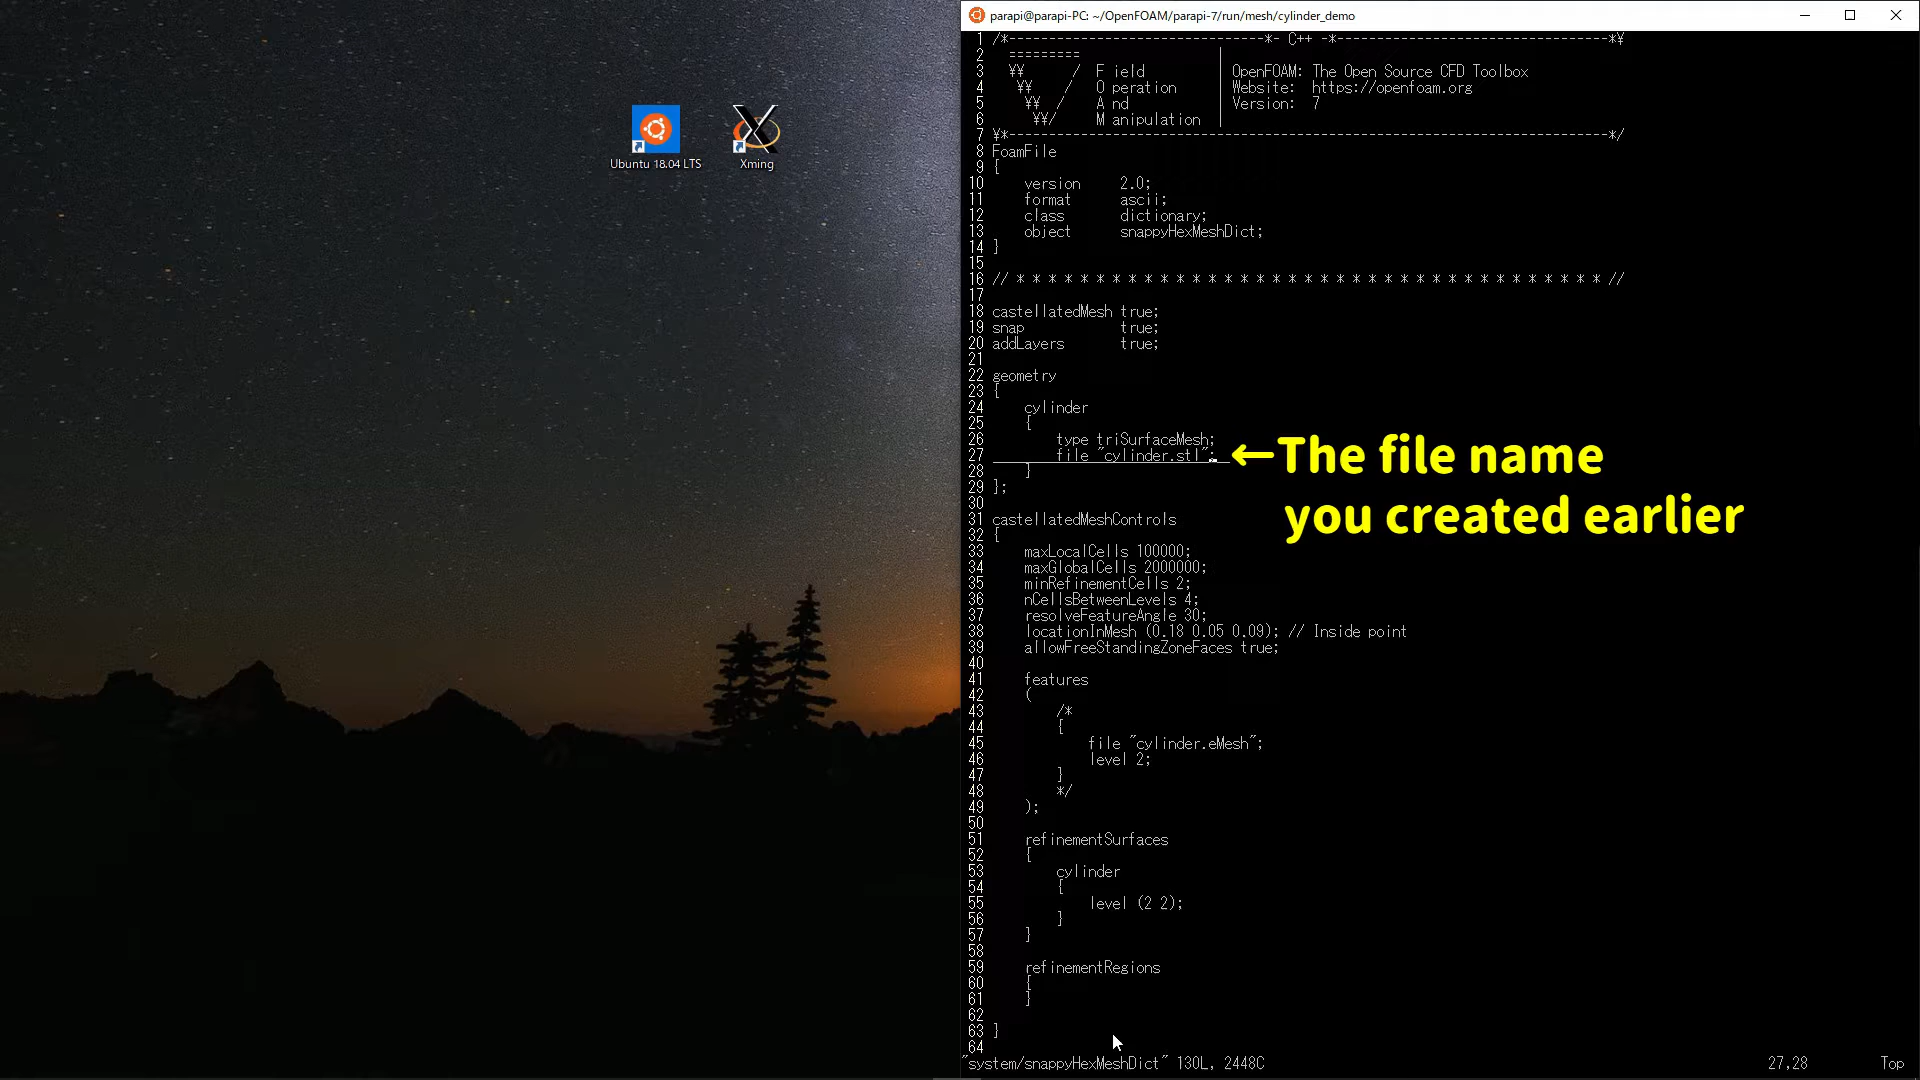 Ubuntu 18.04 LTS
Xming
parapi@parapi-PC: ~/OpenFOAM/parapi-7/run/mesh/cylinder_demo
1 /*--------------------------------*- C++ -*----------------------------------*¥
2   =========                 |
3   ¥¥      /  F ield         | OpenFOAM: The Open Source CFD Toolbox
4    ¥¥    /   O peration     | Website:  https://openfoam.org
5     ¥¥  /    A nd           | Version:  7
6      ¥¥/     M anipulation  |
7 ¥*---------------------------------------------------------------------------*/
8 FoamFile
9 {
10     version     2.0;
11     format      ascii;
12     class       dictionary;
13     object      snappyHexMeshDict;
14 }
15
16 // * * * * * * * * * * * * * * * * * * * * * * * * * * * * * * * * * * * * * //
17
18 castellatedMesh true;
19 snap            true;
20 addLayers       true;
21
22 geometry
23 {
24     cylinder
25     {
26         type triSurfaceMesh;
27         file "cylinder.stl";
28     }
29 };
30
31 castellatedMeshControls
32 {
33     maxLocalCells 100000;
34     maxGlobalCells 2000000;
35     minRefinementCells 2;
36     nCellsBetweenLevels 4;
37     resolveFeatureAngle 30;
38     locationInMesh (0.18 0.05 0.09); // Inside point
39     allowFreeStandingZoneFaces true;
40
41     features
42     (
43         /*
44         {
45             file "cylinder.eMesh";
46             level 2;
47         }
48         */
49     );
50
51     refinementSurfaces
52     {
53         cylinder
54         {
55             level (2 2);
56         }
57     }
58
59     refinementRegions
60     {
61     }
62
63 }
64
"system/snappyHexMeshDict" 130L, 2448C 27,28 Top
←The file name
you created earlier